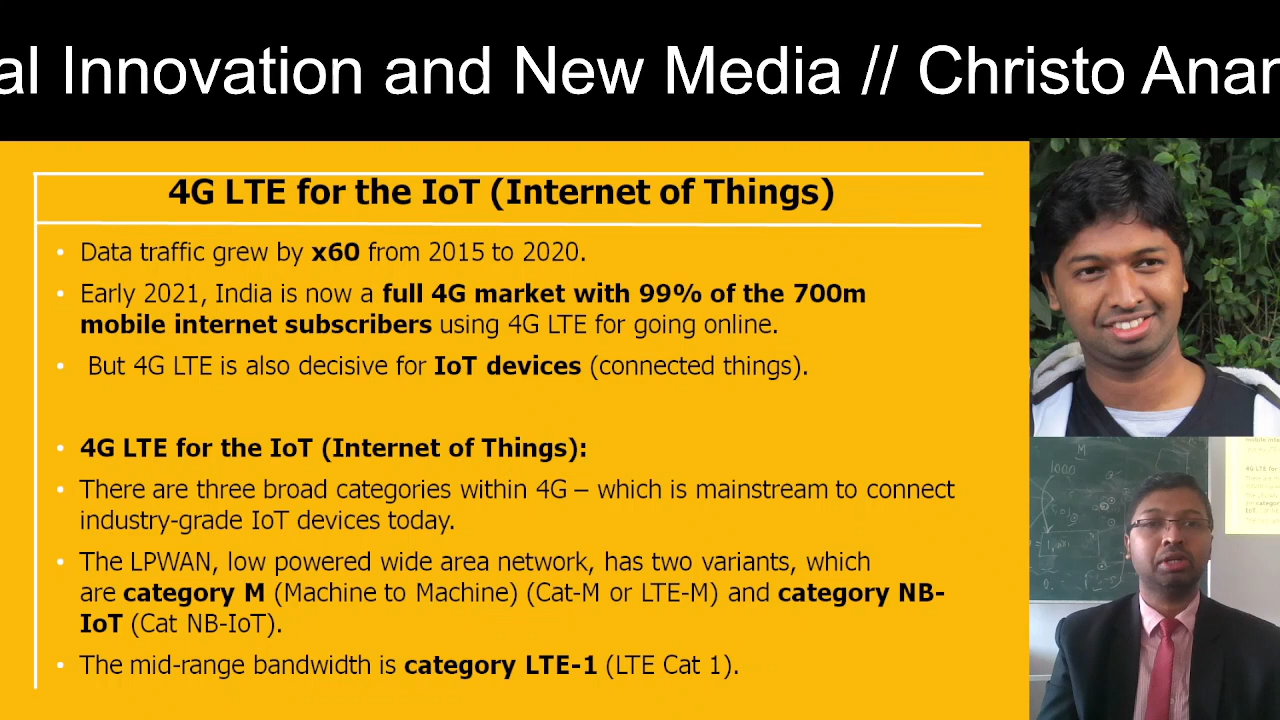 al Innovation and New Media // Christo Anan
4G LTE for the IoT (Internet of Things)
• Data traffic grew by x60 from 2015 to 2020.
• Early 2021, India is now a full 4G market with 99% of the 700m
mobile internet subscribers using 4G LTE for going online.
• But 4G LTE is also decisive for IoT devices (connected things).
• 4G LTE for the IoT (Internet of Things):
• There are three broad categories within 4G – which is mainstream to connect
industry-grade IoT devices today.
• The LPWAN, low powered wide area network, has two variants, which
are category M (Machine to Machine) (Cat-M or LTE-M) and category NB-
IoT (Cat NB-IoT).
• The mid-range bandwidth is category LTE-1 (LTE Cat 1).
M
1000